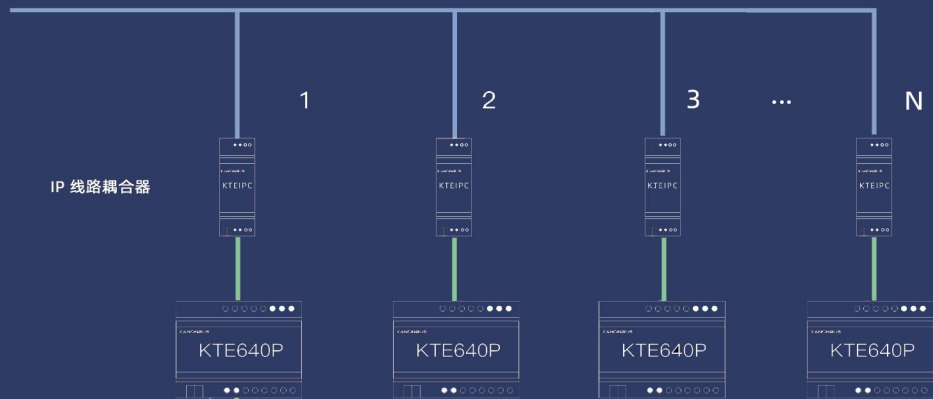 1 2 3 ... N
IP 线路耦合器
KTEIPC KTEIPC KTEIPC KTEIPC
KTE640P KTE640P KTE640P KTE640P